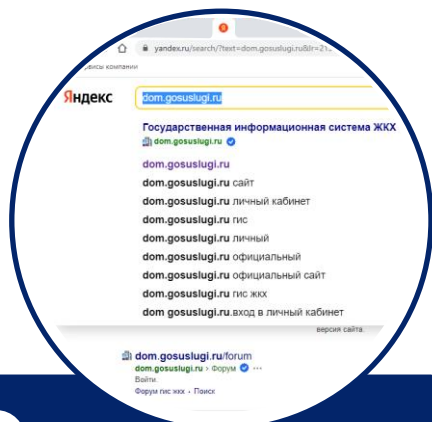 yandex.ru/search/?text=dom.gosuslugi.ru&lr=21
компании
Яндекс
dom.gosuslugi.ru
Государственная информационная система ЖКХ
dom.gosuslugi.ru
dom.gosuslugi.ru
dom.gosuslugi.ru сайт
dom.gosuslugi.ru личный кабинет
dom.gosuslugi.ru гис
dom.gosuslugi.ru личный
dom.gosuslugi.ru официальный
dom.gosuslugi.ru официальный сайт
dom.gosuslugi.ru гис жкх
dom gosuslugi.ru.вход в личный кабинет
версия сайта.
dom.gosuslugi.ru/forum
dom.gosuslugi.ru › Форум ···
Войти.
Форум гис жкх • Поиск